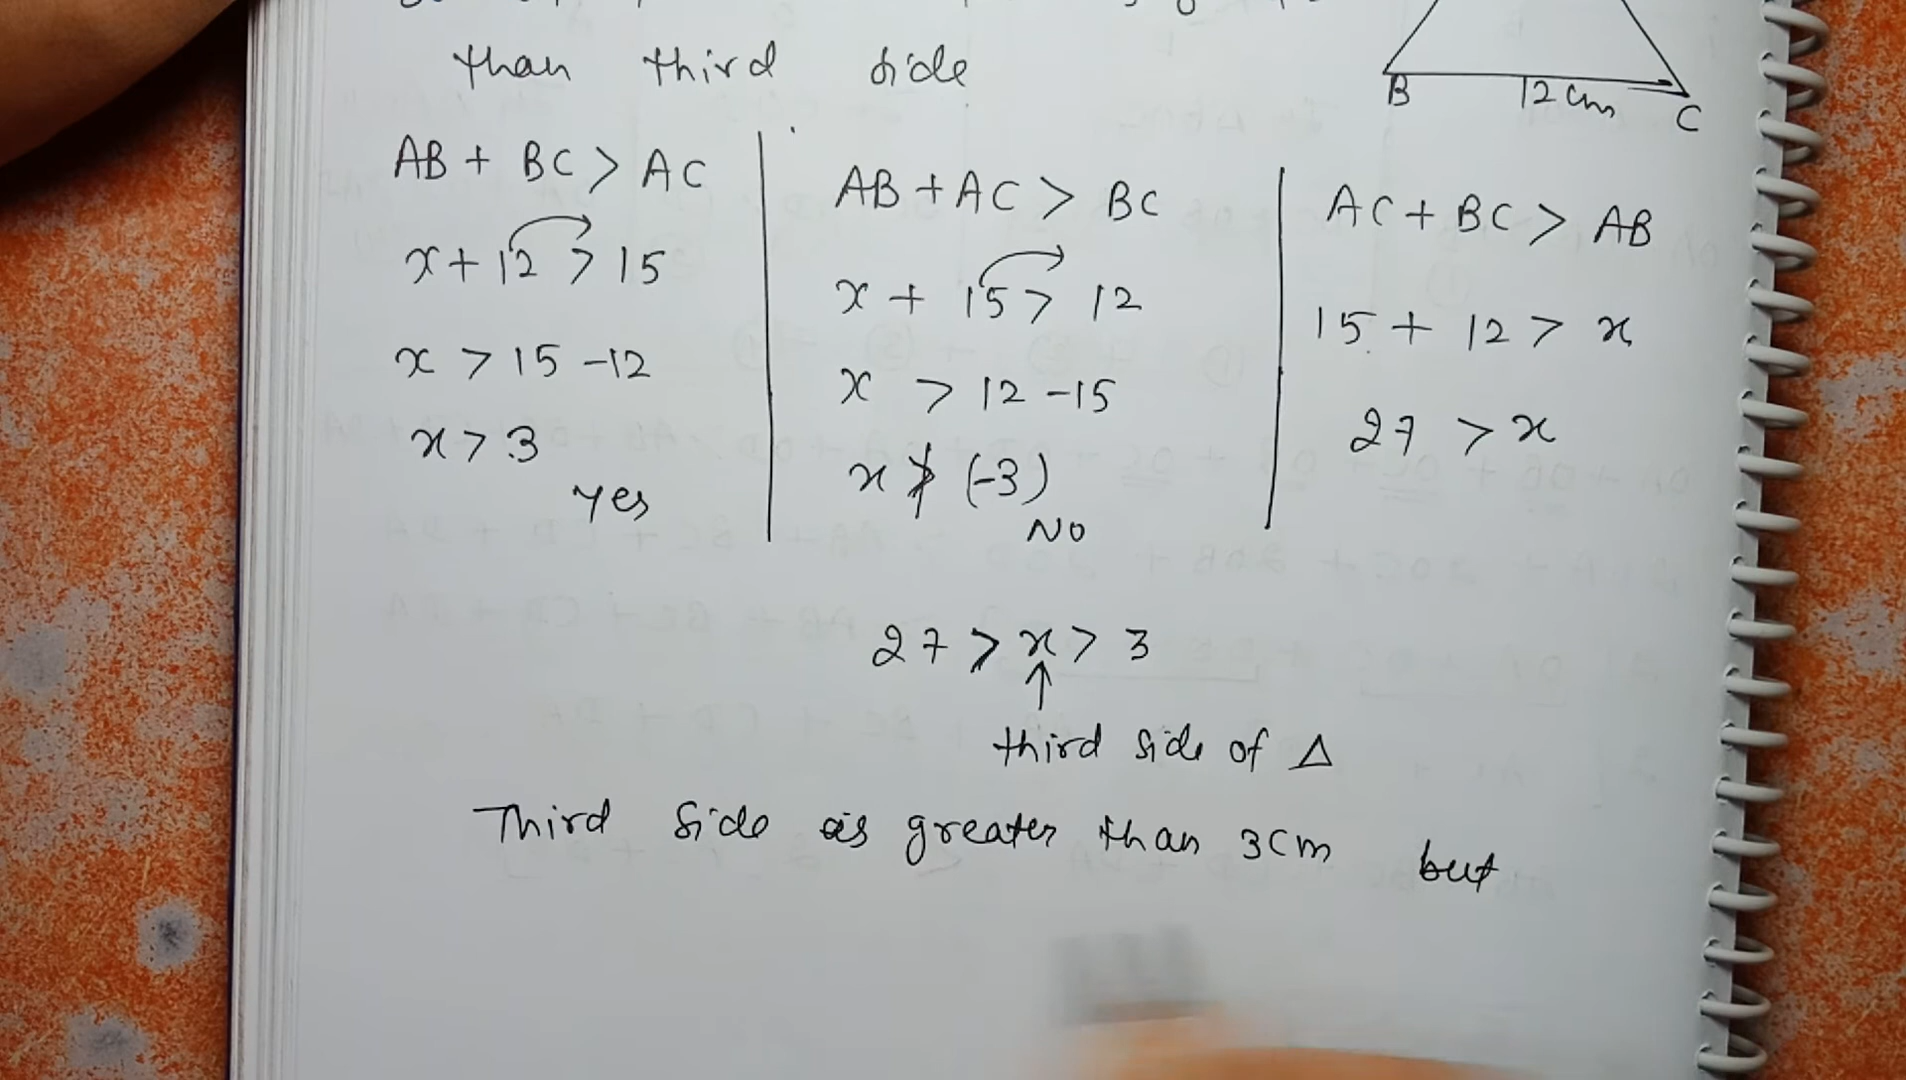 than third side
B 12 cm C
AB + BC > AC
x + 12 > 15
x > 15 - 12
x > 3
Yes
AB + AC > BC
x + 15 > 12
x > 12 - 15
x ≯ (-3)
NO
AC + BC > AB
15 + 12 > x
27 > x
27 > x > 3
↑
third side of Δ
Third side is greater than 3cm but